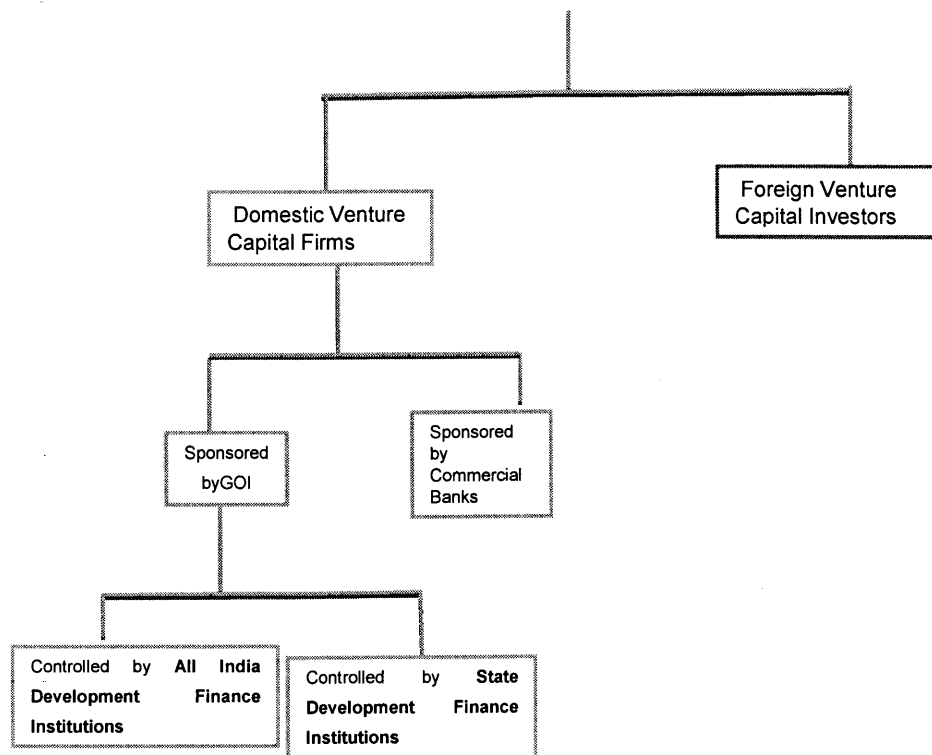 Foreign Venture
Capital Investors
Domestic Venture
Capital Firms
Sponsored
byGOI
Sponsored
by
Commercial
Banks
Controlled by All India
Development Finance
Institutions
Controlled by State
Development Finance
Institutions